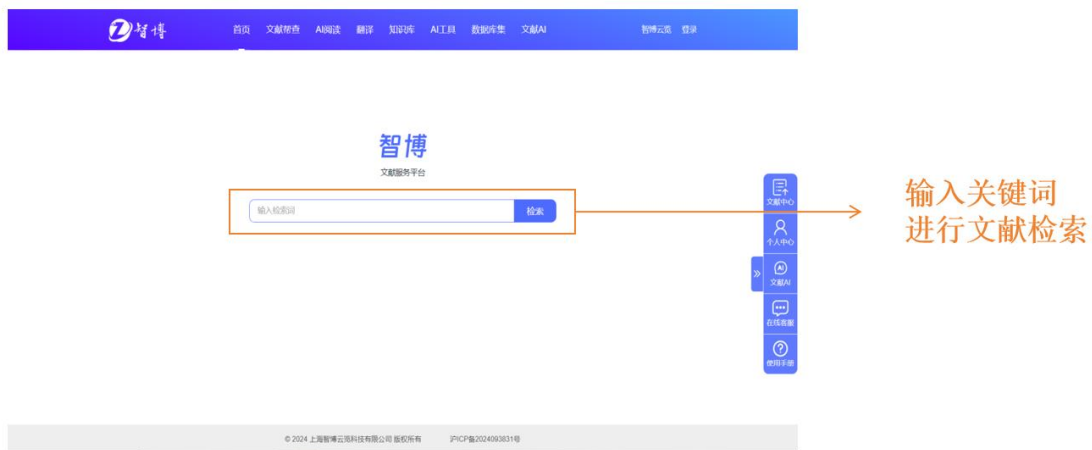 智博 首页 文献帮查 AI阅读 翻译 知识库 AI工具 数据库集 文献AI 智博云览 登录
智博
文献服务平台
输入检索词 检索
输入关键词
进行文献检索
文献中心
个人中心
文献AI
在线客服
使用手册
© 2024 上海智博云览科技有限公司 版权所有 沪ICP备2024093831号